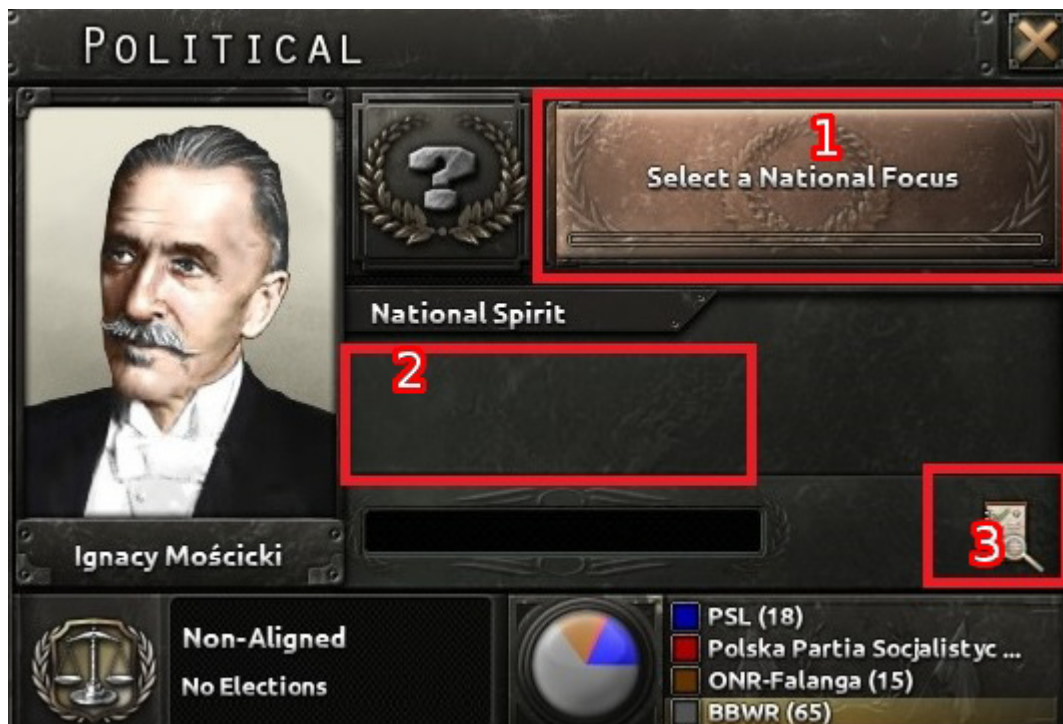 POLITICAL
1
Select a National Focus
National Spirit
2
3
Ignacy Mościcki
Non-Aligned
No Elections
PSL (18)
Polska Partia Socjalistyc ...
ONR-Falanga (15)
BBWR (65)